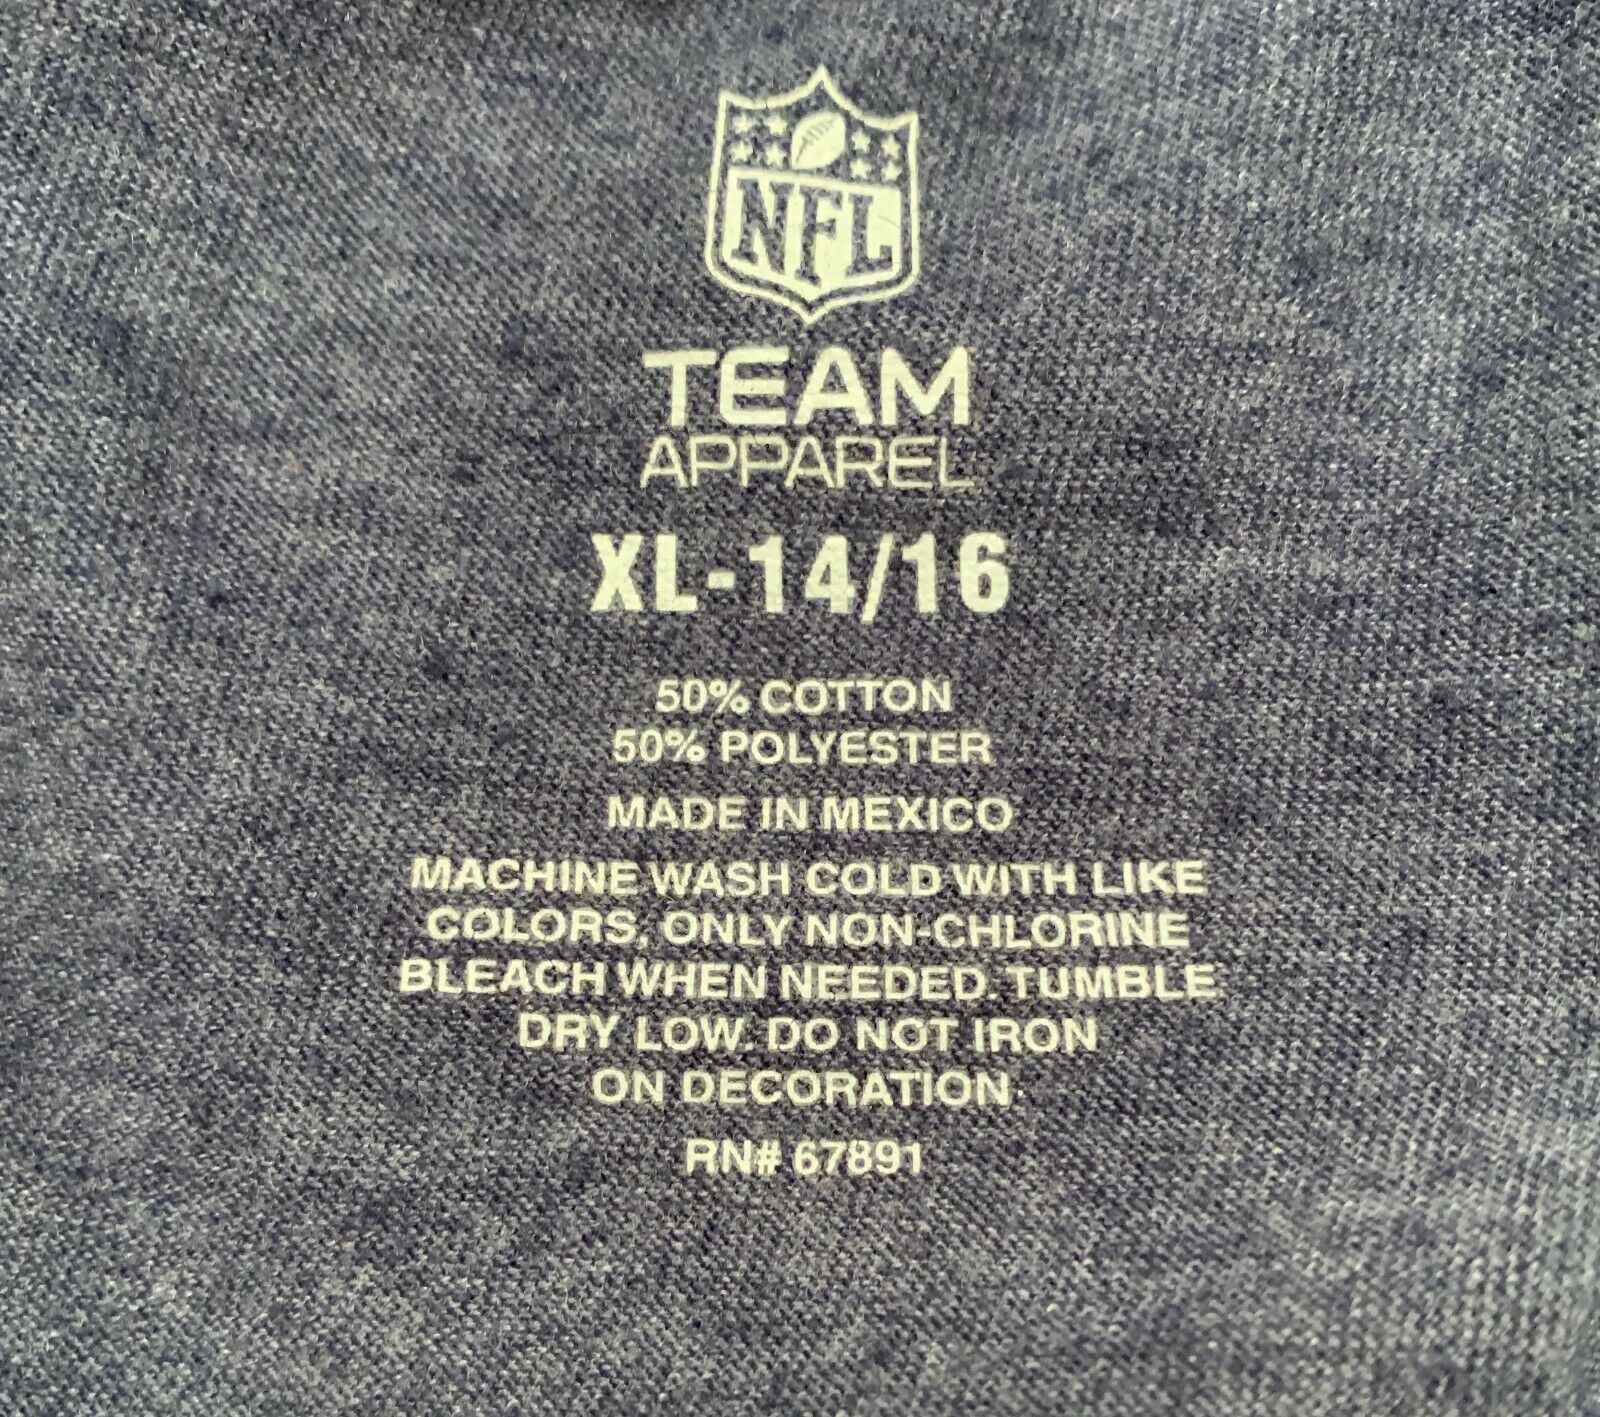 NFL
TEAM
APPAREL
XL-14/16
50% COTTON
50% POLYESTER
MADE IN MEXICO
MACHINE WASH COLD WITH LIKE
COLORS, ONLY NON-CHLORINE
BLEACH WHEN NEEDED. TUMBLE
DRY LOW. DO NOT IRON
ON DECORATION
RN# 67891